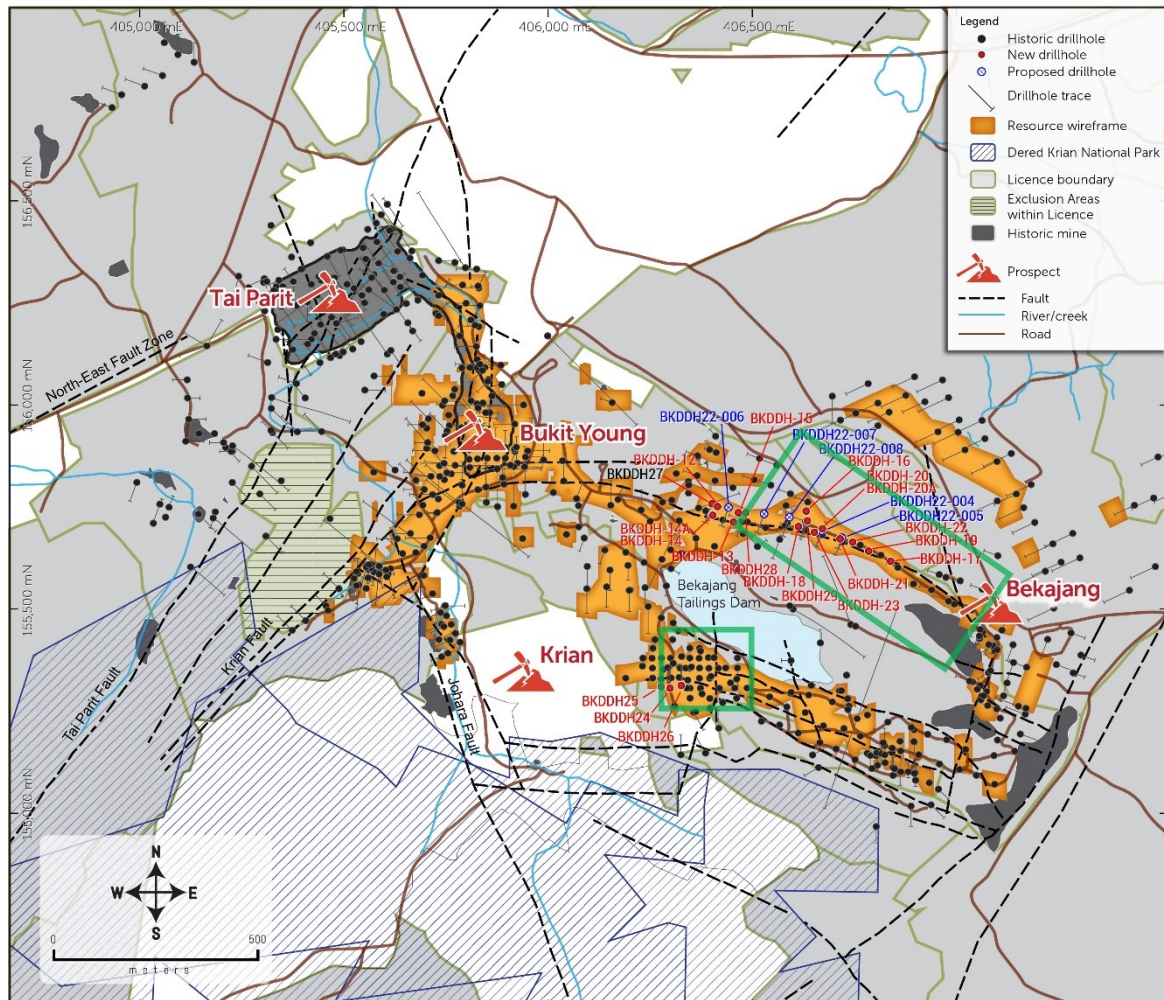 405,000 mE
405,500 mE
406,000 mE
406,500 mE
156,500 mN
156,000 mN
155,500 mN
155,000 mN
Legend
Historic drillhole
New drillhole
Proposed drillhole
Drillhole trace
Resource wireframe
Dered Krian National Park
Licence boundary
Exclusion Areas
within Licence
Historic mine
Prospect
Fault
River/creek
Road
Tai Parit
North-East Fault Zone
Bukit Young
BKDDH22-006
BKDDH-15
BKDDH22-007
BKDDH22-008
BKDDH-12
BKDDH-16
BKDDH27
BKDDH-20
BKDDH-20A
BKDDH22-004
BKDDH22-005
BKDDH-14A
BKDDH-22
BKDDH-14
BKDDH-19
BKDDH-13
BKDDH-17
BKDDH28
BKDDH-18
BKDDH-21
BKDDH29
BKDDH-23
Bekajang
Tailings Dam
Bekajang
Krian
Tai Parit Fault
Krian Fault
Johara Fault
BKDDH25
BKDDH24
BKDDH26
N
W
E
S
0
500
meters